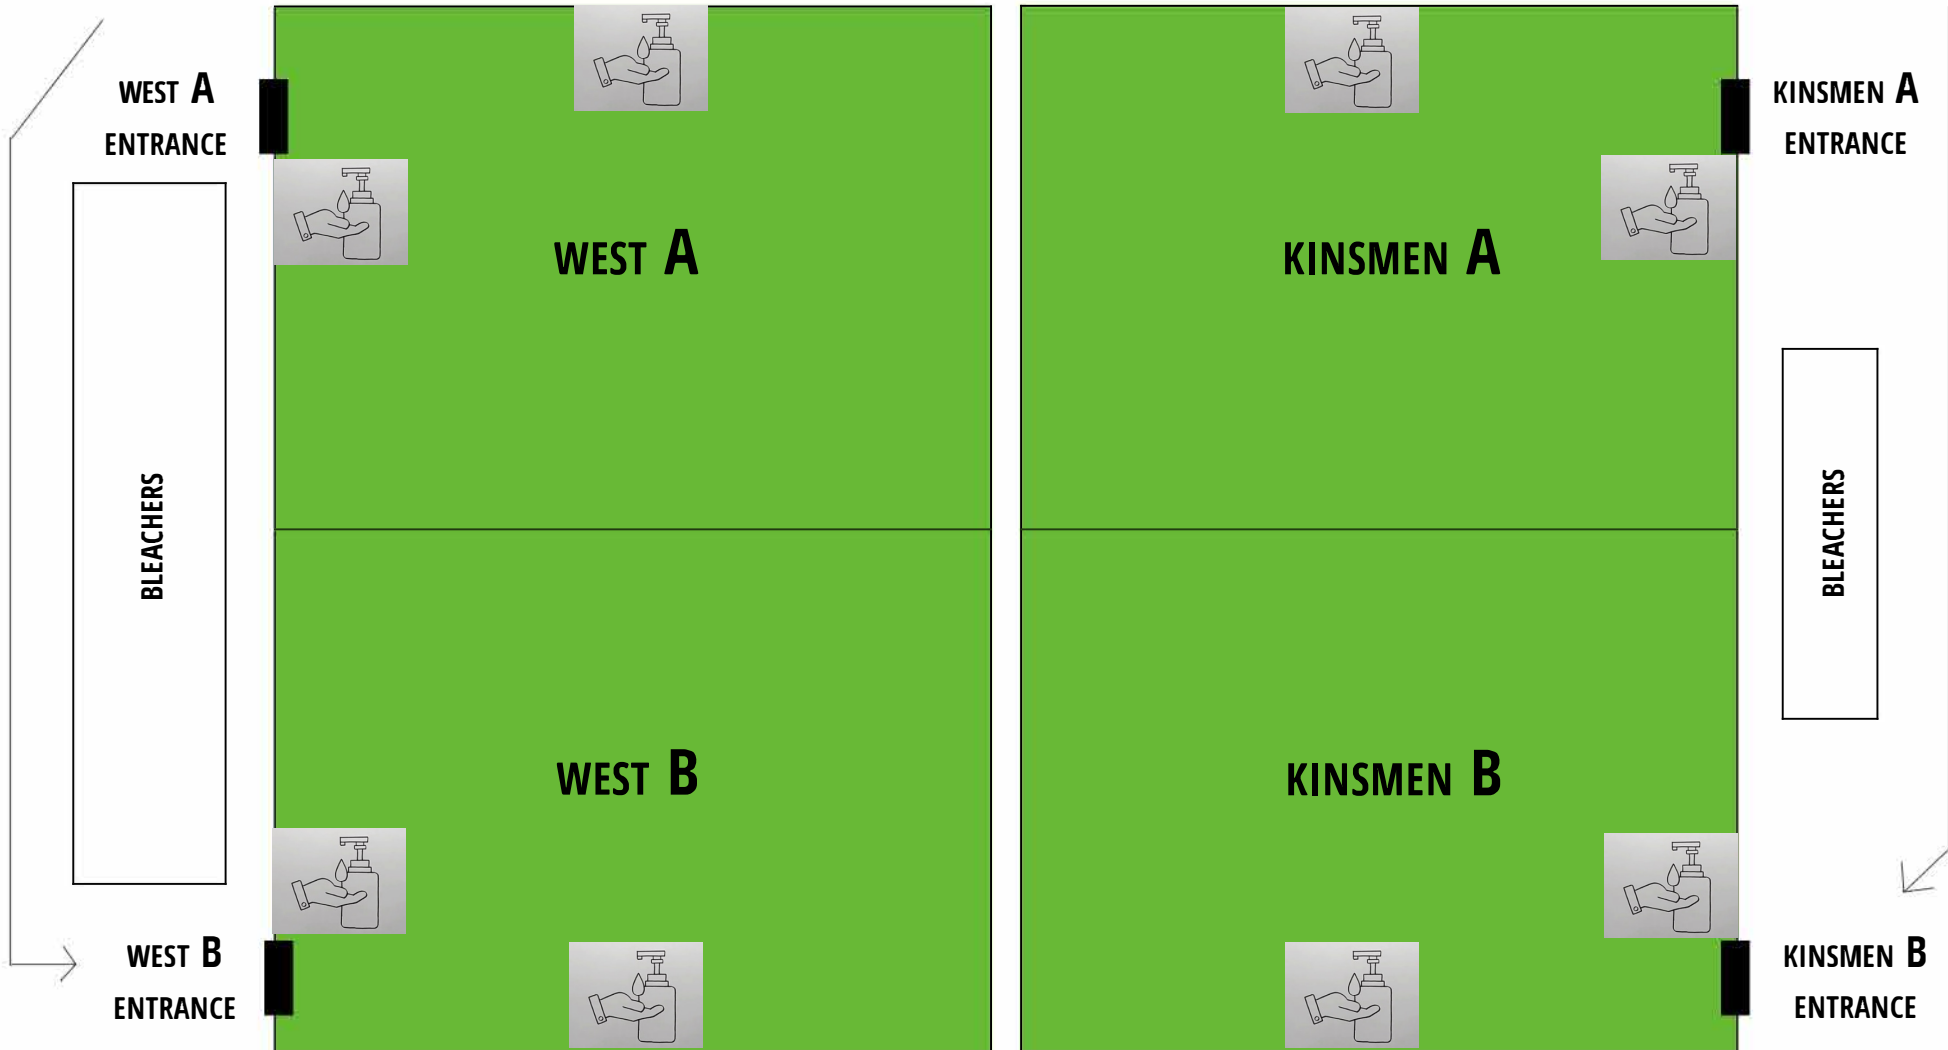 WEST A
ENTRANCE
KINSMEN A
ENTRANCE
WEST A
KINSMEN A
BLEACHERS
BLEACHERS
WEST B
KINSMEN B
WEST B
ENTRANCE
KINSMEN B
ENTRANCE